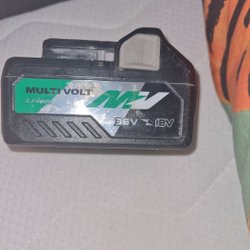 MULTI VOLT
Li-ion
MV
36V 18V